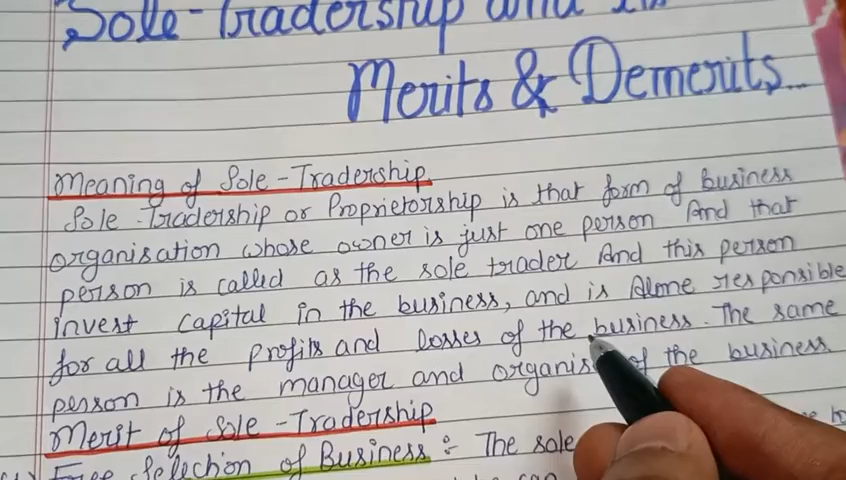 Sole-Tradership and its
Merits & Demerits
Meaning of Sole-Tradership
Sole-Tradership or Proprietorship is that form of Business
organisation whose owner is just one person And that
person is called as the sole trader And this person
invest capital in the business, and is Alone responsible
for all the profits and losses of the business. The same
person is the manager and of the business.
Merit of Sole-Tradership
Free Selection of Business :- The sole
can